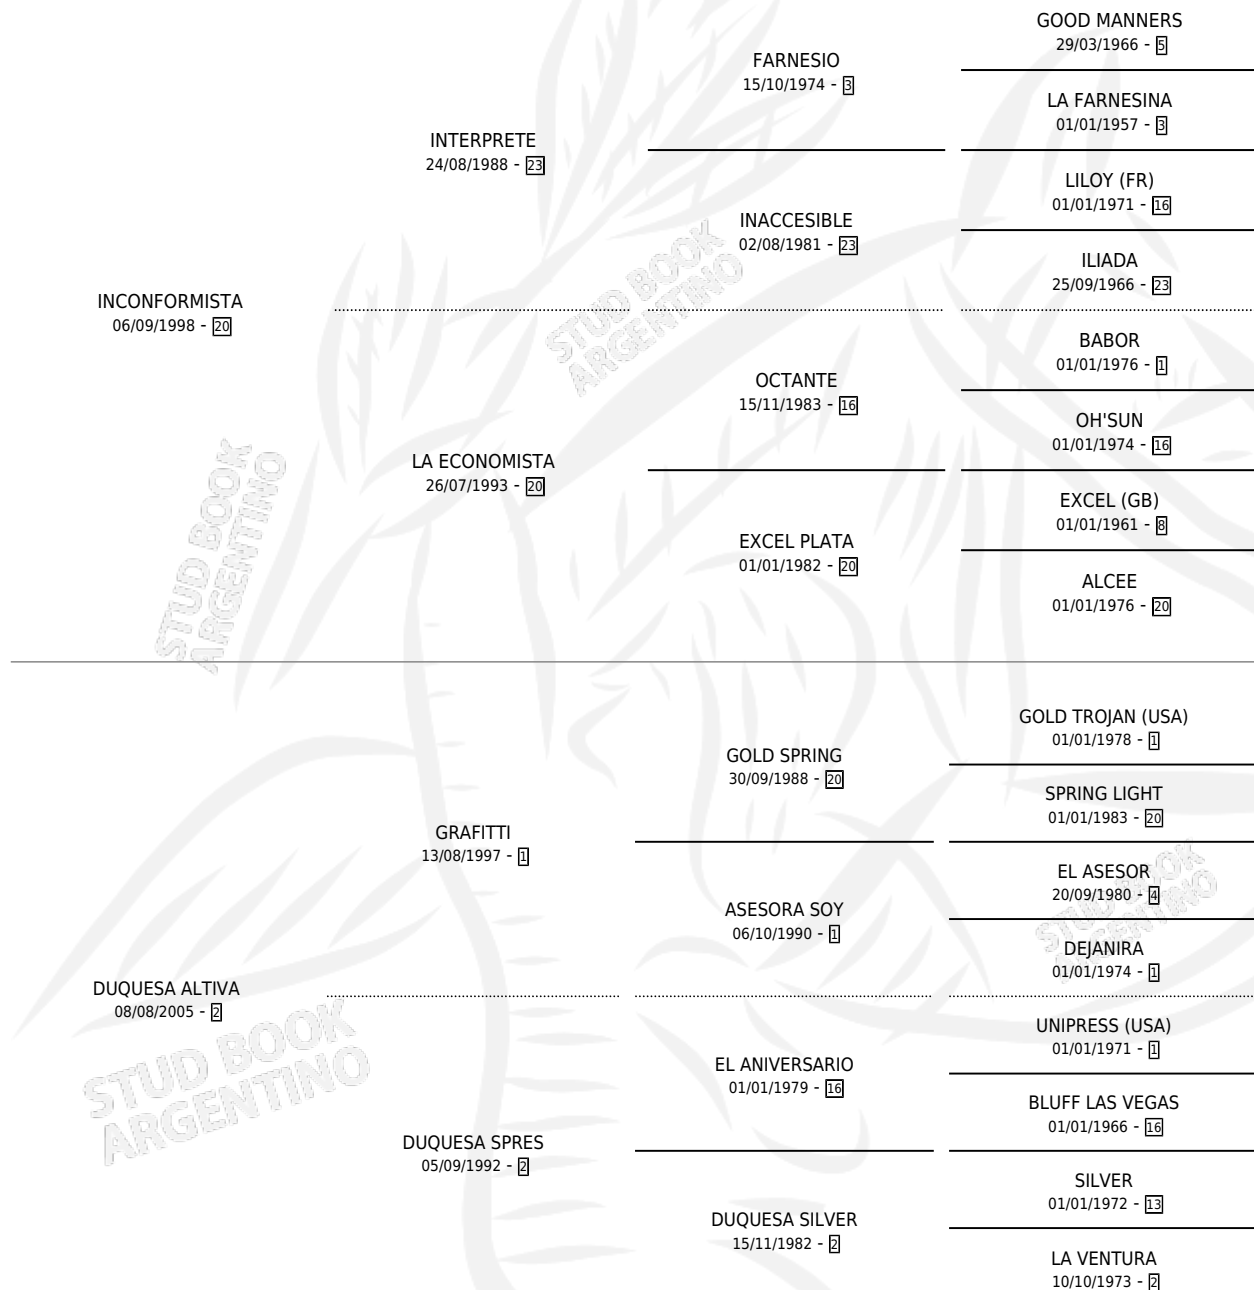 GOOD MANNERS
29/03/1966 - 5
FARNESIO
15/10/1974 - 3
LA FARNESINA
01/01/1957 - 3
INTERPRETE
24/08/1988 - 23
LILOY (FR)
01/01/1971 - 16
INACCESIBLE
02/08/1981 - 23
ILIADA
25/09/1966 - 23
INCONFORMISTA
06/09/1998 - 20
BABOR
01/01/1976 - 1
OCTANTE
15/11/1983 - 16
OH'SUN
01/01/1974 - 16
LA ECONOMISTA
26/07/1993 - 20
EXCEL (GB)
01/01/1961 - 8
EXCEL PLATA
01/01/1982 - 20
ALCEE
01/01/1976 - 20
GOLD TROJAN (USA)
01/01/1978 - 1
GOLD SPRING
30/09/1988 - 20
SPRING LIGHT
01/01/1983 - 20
GRAFITTI
13/08/1997 - 1
EL ASESOR
20/09/1980 - 4
ASESORA SOY
06/10/1990 - 1
DEJANIRA
01/01/1974 - 1
DUQUESA ALTIVA
08/08/2005 - 2
UNIPRESS (USA)
01/01/1971 - 1
EL ANIVERSARIO
01/01/1979 - 16
BLUFF LAS VEGAS
01/01/1966 - 16
DUQUESA SPRES
05/09/1992 - 2
SILVER
01/01/1972 - 13
DUQUESA SILVER
15/11/1982 - 2
LA VENTURA
10/10/1973 - 2
STUD BOOK
ARGENTINO
STUD BOOK
ARGENTINO
STUD BOOK
ARGENTINO
STUD BOOK
ARGENTINO